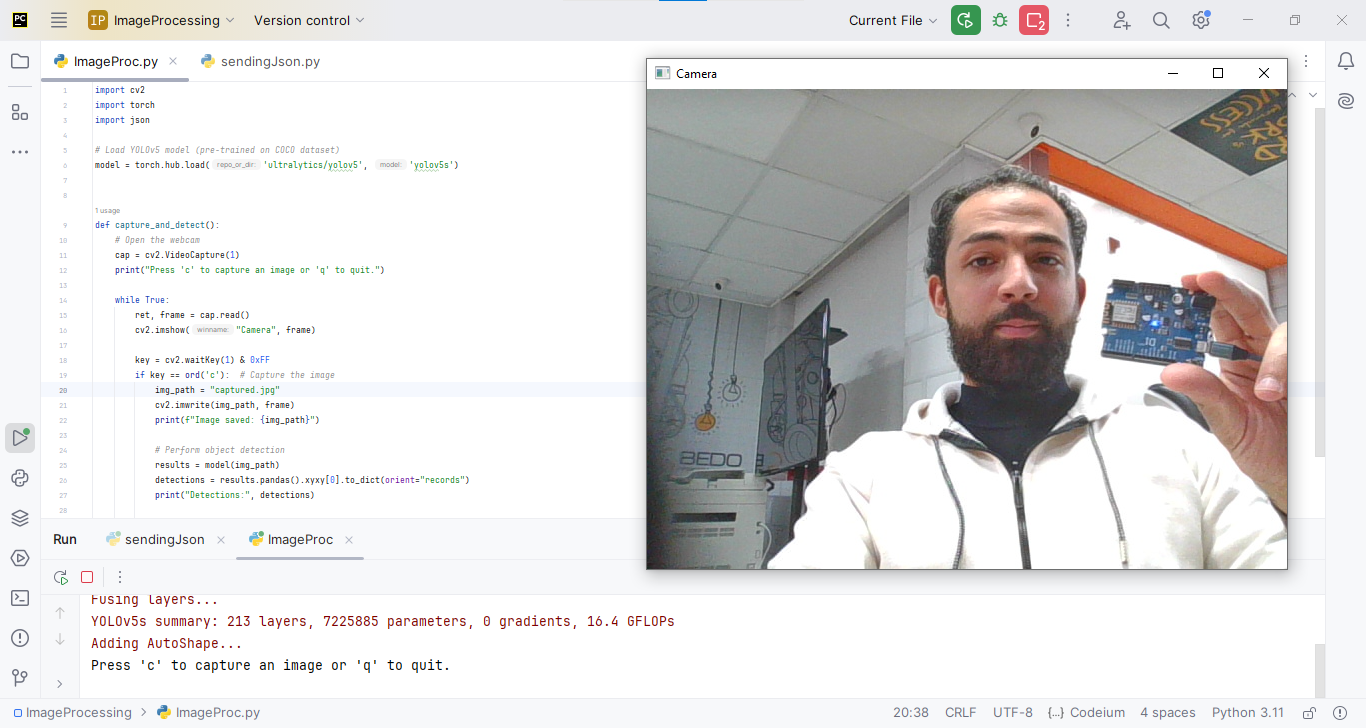 PC
IP ImageProcessing
Version control
Current File
2
ImageProc.py
sendingJson.py
1 import cv2
2 import torch
3 import json
4
5 # Load YOLOv5 model (pre-trained on COCO dataset)
6 model = torch.hub.load( repo_or_dir: 'ultralytics/yolov5', model: 'yolov5s')
7
8
1 usage
9 def capture_and_detect():
10 # Open the webcam
11 cap = cv2.VideoCapture(1)
12 print("Press 'c' to capture an image or 'q' to quit.")
13
14 while True:
15 ret, frame = cap.read()
16 cv2.imshow( winname: "Camera", frame)
17
18 key = cv2.waitKey(1) & 0xFF
19 if key == ord('c'): # Capture the image
20 img_path = "captured.jpg"
21 cv2.imwrite(img_path, frame)
22 print(f"Image saved: {img_path}")
23
24 # Perform object detection
25 results = model(img_path)
26 detections = results.pandas().xyxy[0].to_dict(orient="records")
27 print("Detections:", detections)
28
Camera
BEDO
Run
sendingJson
ImageProc
Fusing layers...
YOLOv5s summary: 213 layers, 7225885 parameters, 0 gradients, 16.4 GFLOPs
Adding AutoShape...
Press 'c' to capture an image or 'q' to quit.
ImageProcessing > ImageProc.py
20:38 CRLF UTF-8 {...} Codeium 4 spaces Python 3.11